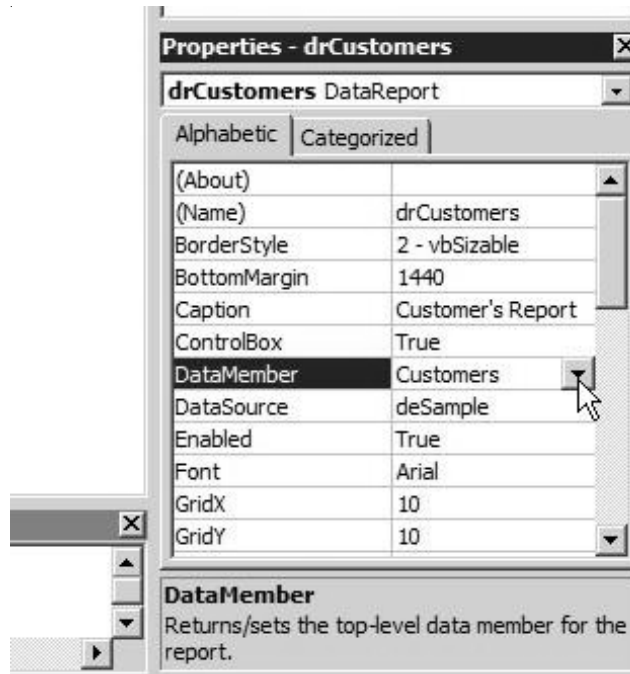 Properties - drCustomers
drCustomers DataReport
Alphabetic Categorized
(About)
(Name) drCustomers
BorderStyle 2 - vbSizable
BottomMargin 1440
Caption Customer's Report
ControlBox True
DataMember Customers
DataSource deSample
Enabled True
Font Arial
GridX 10
GridY 10
DataMember
Returns/sets the top-level data member for the
report.